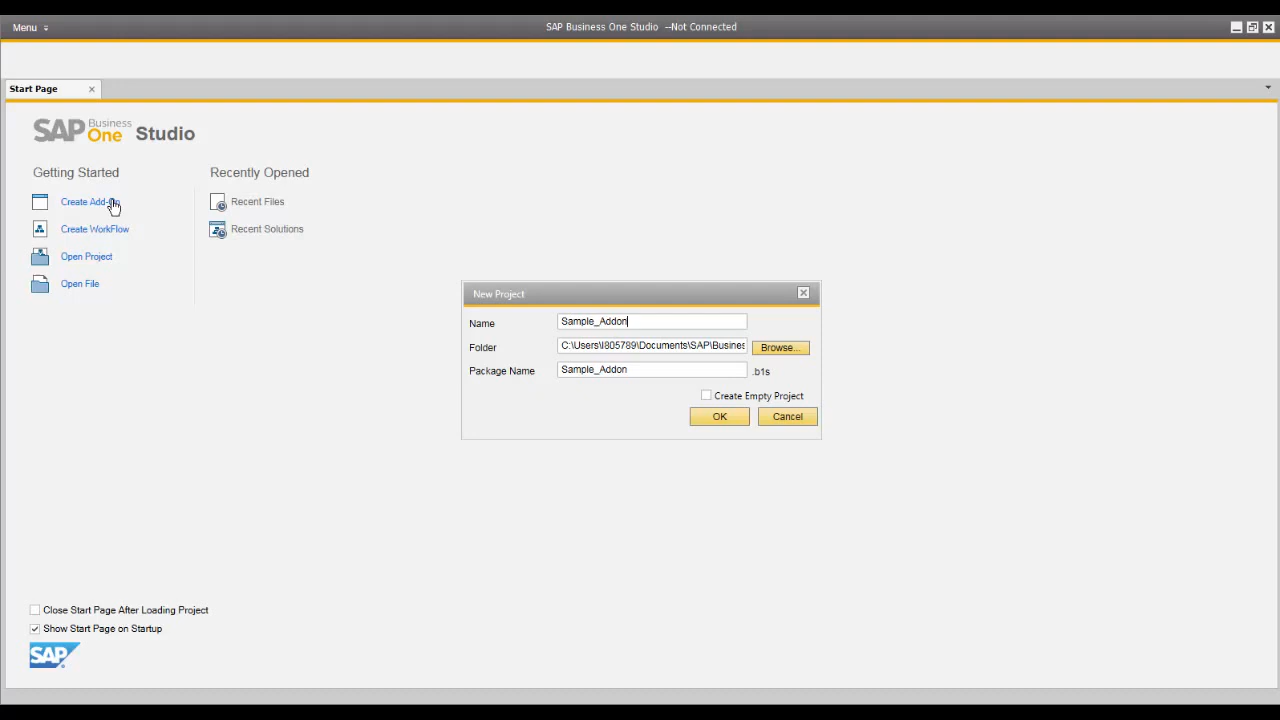 Menu
SAP Business One Studio --Not Connected
Start Page
SAP Business One Studio
Getting Started
Recently Opened
Create Add-On
Recent Files
Create WorkFlow
Recent Solutions
Open Project
Open File
New Project
Name
Sample_Addon
Folder
C:\Users\I805789\Documents\SAP\Busines
Browse...
Package Name
Sample_Addon
.b1s
Create Empty Project
OK
Cancel
Close Start Page After Loading Project
Show Start Page on Startup
SAP